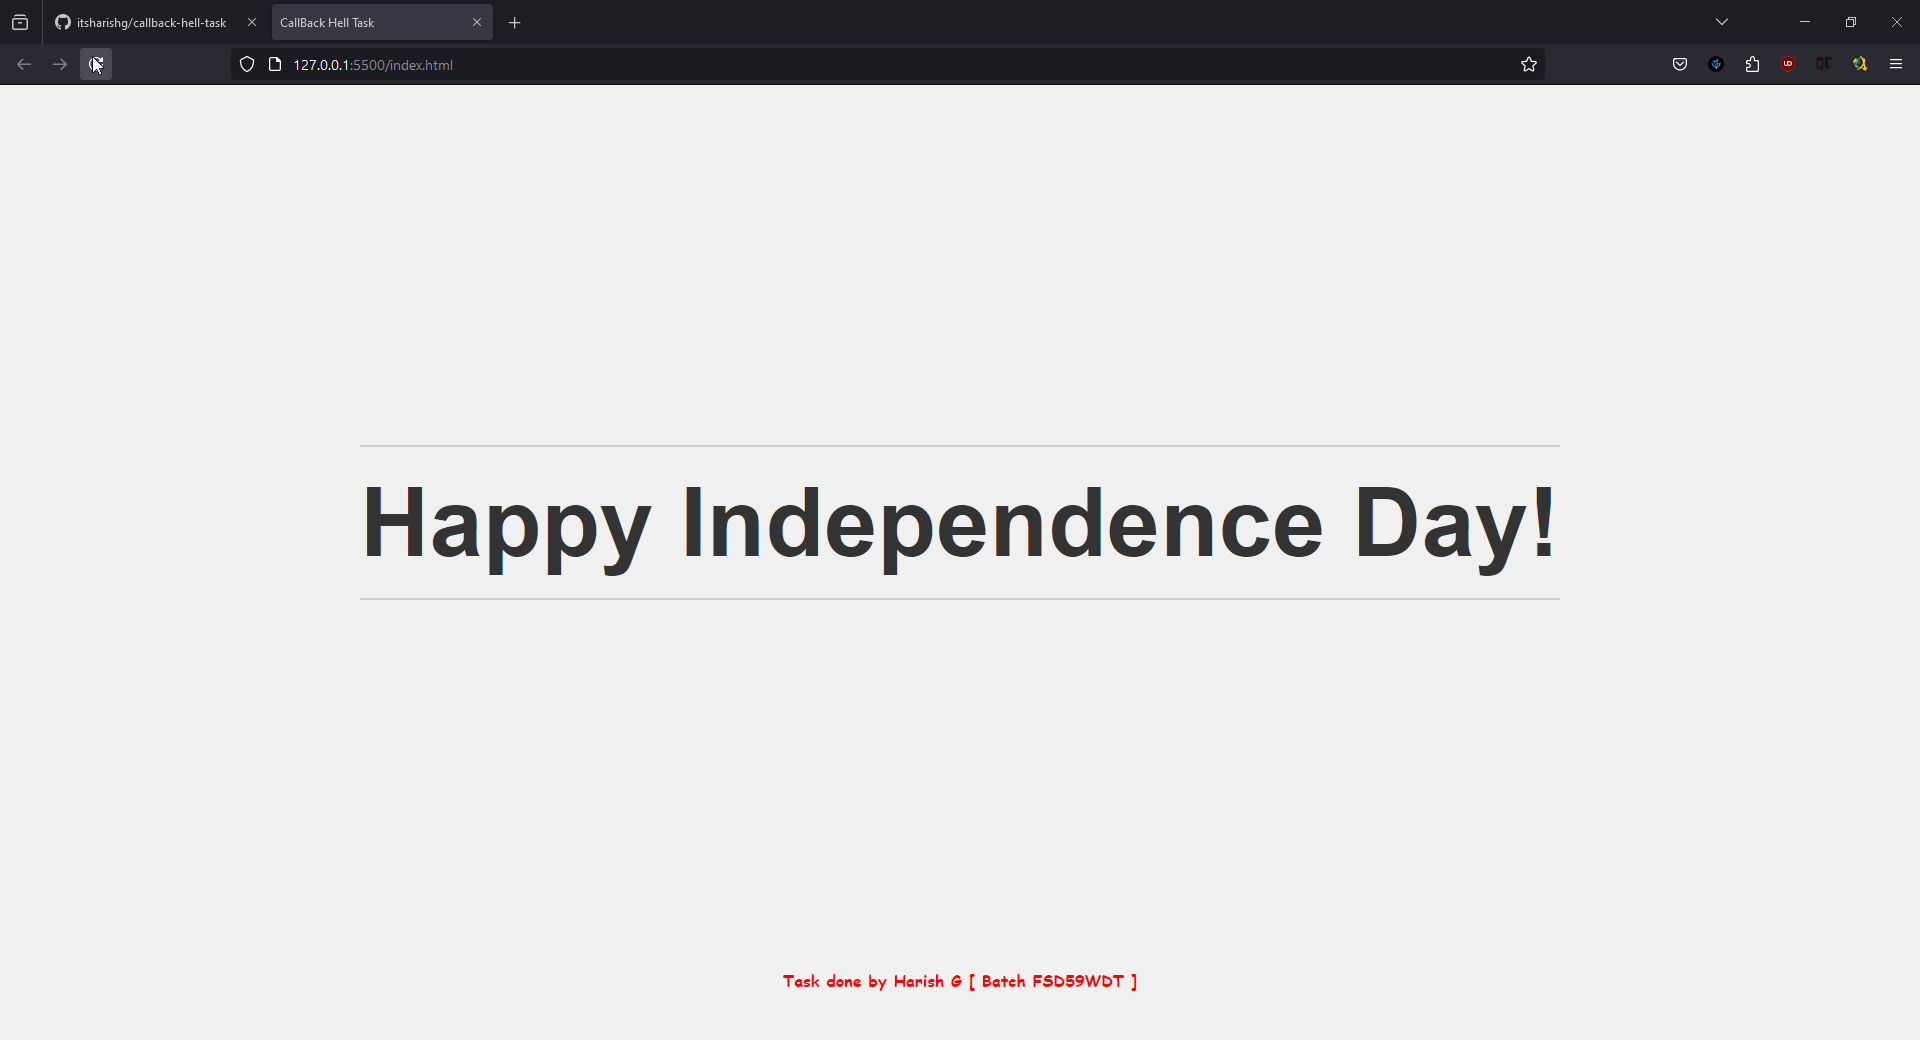 itsharishg/callback-hell-task
CallBack Hell Task
127.0.0.1:5500/index.html
Happy Independence Day!
Task done by Harish G [ Batch FSD59WDT ]